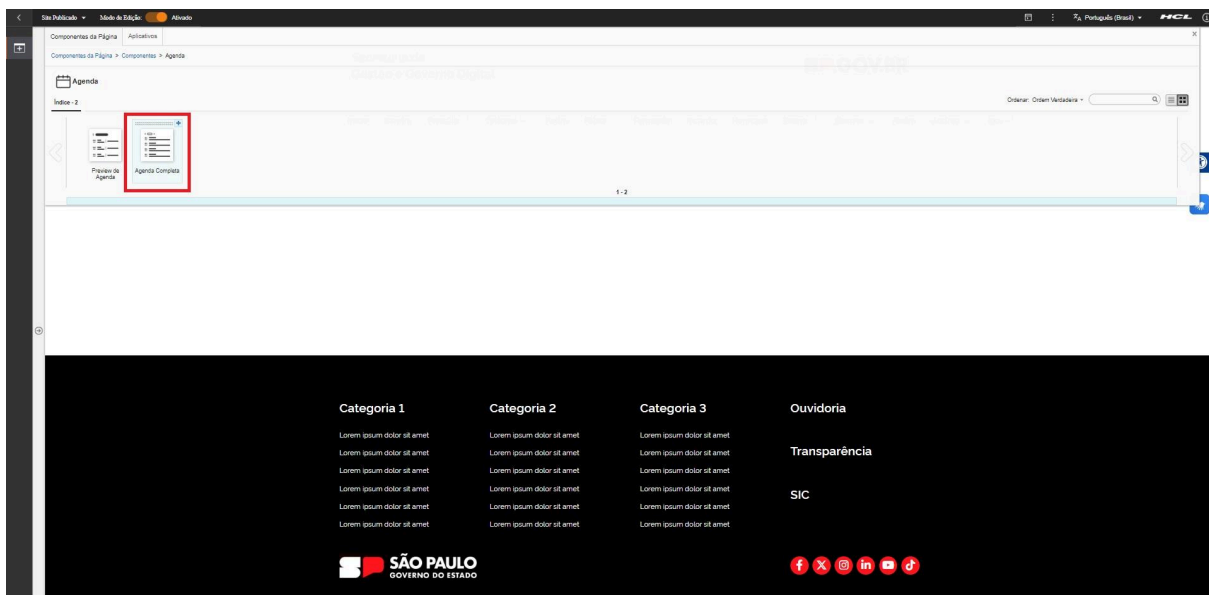 Site Publicado
Modo de Edição:
Ativado
Português (Brasil)
HCL
Componentes da Página
Aplicativos
X
Componentes da Página > Componentes > Agenda
Agenda
Índice - 2
Ordenar: Ordem Verdadeira
Preview de
Agenda
Agenda Completa
1 - 2
Categoria 1
Categoria 2
Categoria 3
Ouvidoria
Lorem ipsum dolor sit amet
Lorem ipsum dolor sit amet
Lorem ipsum dolor sit amet
Lorem ipsum dolor sit amet
Lorem ipsum dolor sit amet
Lorem ipsum dolor sit amet
Transparência
Lorem ipsum dolor sit amet
Lorem ipsum dolor sit amet
Lorem ipsum dolor sit amet
Lorem ipsum dolor sit amet
Lorem ipsum dolor sit amet
Lorem ipsum dolor sit amet
SIC
Lorem ipsum dolor sit amet
Lorem ipsum dolor sit amet
Lorem ipsum dolor sit amet
Lorem ipsum dolor sit amet
Lorem ipsum dolor sit amet
Lorem ipsum dolor sit amet
SÃO PAULO
GOVERNO DO ESTADO